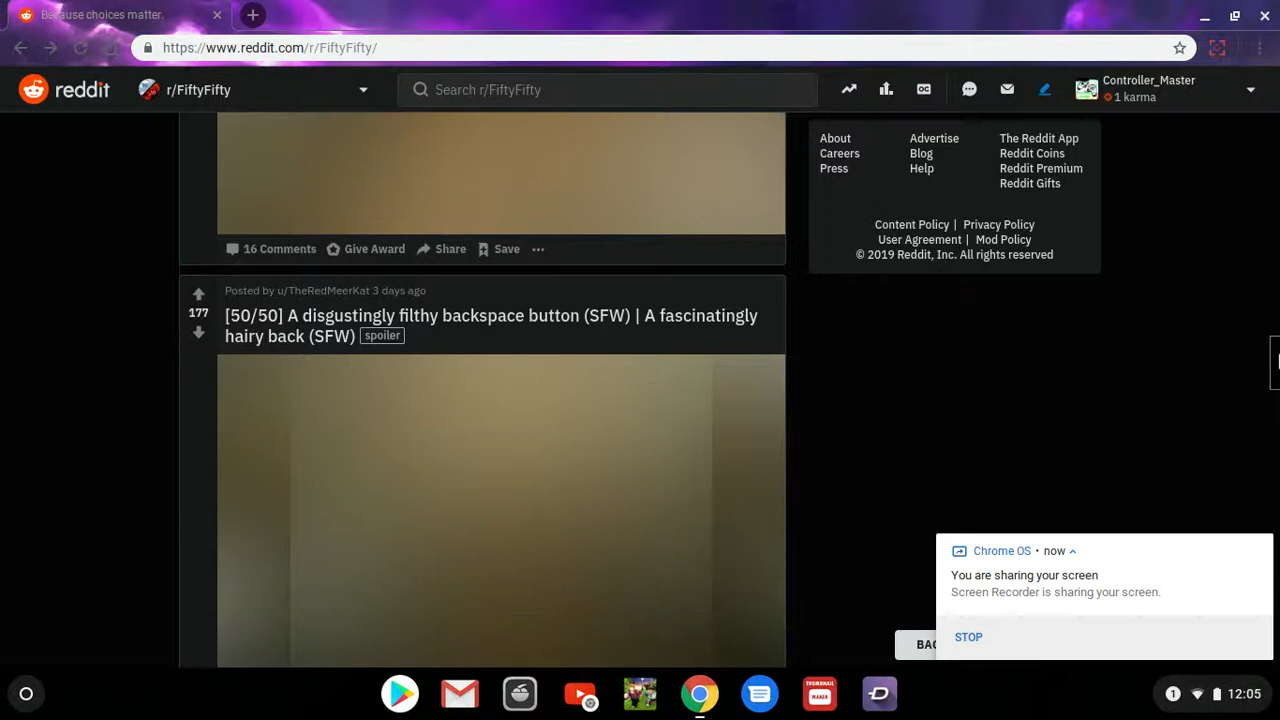 Because choices matter.
https://www.reddit.com/r/FiftyFifty/
reddit
r/FiftyFifty
Search r/FiftyFifty
Controller_Master
1 karma
16 Comments
Give Award
Share
Save
Posted by u/TheRedMeerKat 3 days ago
177
[50/50] A disgustingly filthy backspace button (SFW) | A fascinatingly
hairy back (SFW) spoiler
About
Advertise
The Reddit App
Careers
Blog
Reddit Coins
Press
Help
Reddit Premium
Reddit Gifts
Content Policy | Privacy Policy
User Agreement | Mod Policy
© 2019 Reddit, Inc. All rights reserved
Chrome OS • now
You are sharing your screen
Screen Recorder is sharing your screen.
STOP
THUMBNAIL
MAKER
1
12:05